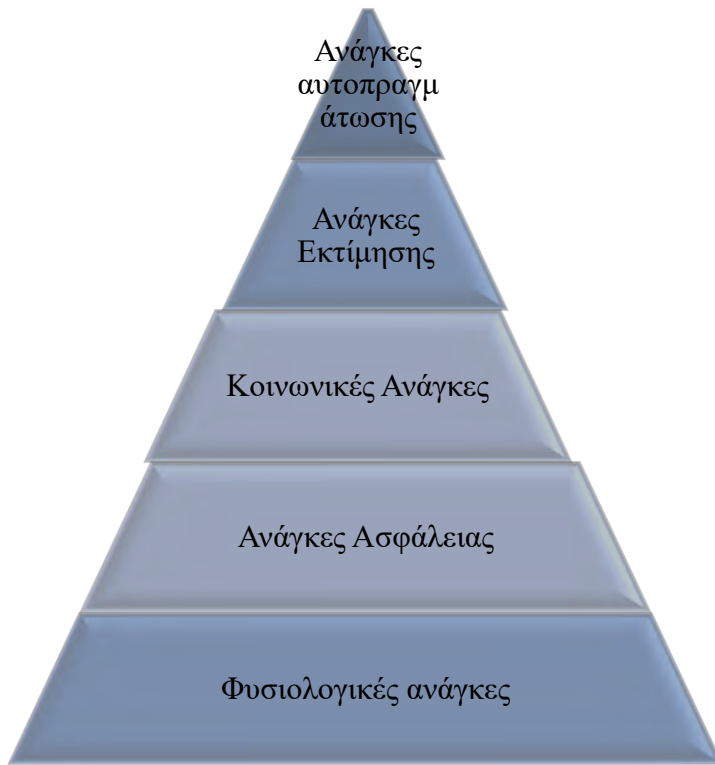 Ανάγκες
αυτοπραγμ
άτωσης
Ανάγκες
Εκτίμησης
Κοινωνικές Ανάγκες
Ανάγκες Ασφάλειας
Φυσιολογικές ανάγκες